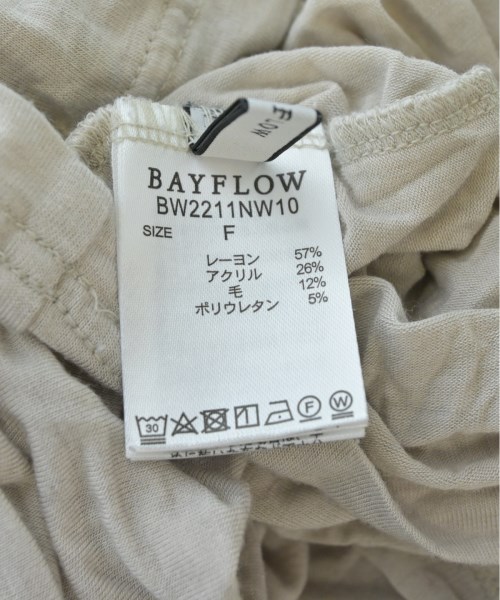 BAYFLOW
BW2211NW10
SIZE F
レーヨン 57%
アクリル 26%
毛 12%
ポリウレタン 5%
30 F W